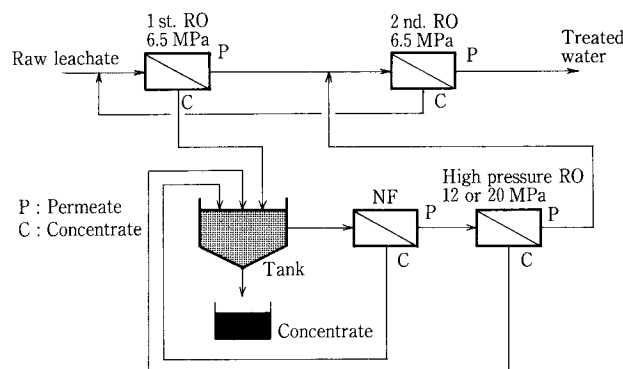 1 st. RO
6.5 MPa
2 nd. RO
6.5 MPa
Raw leachate
P
C
P
C
Treated
water
P : Permeate
C : Concentrate
Tank
Concentrate
NF
P
C
High pressure RO
12 or 20 MPa
P
C